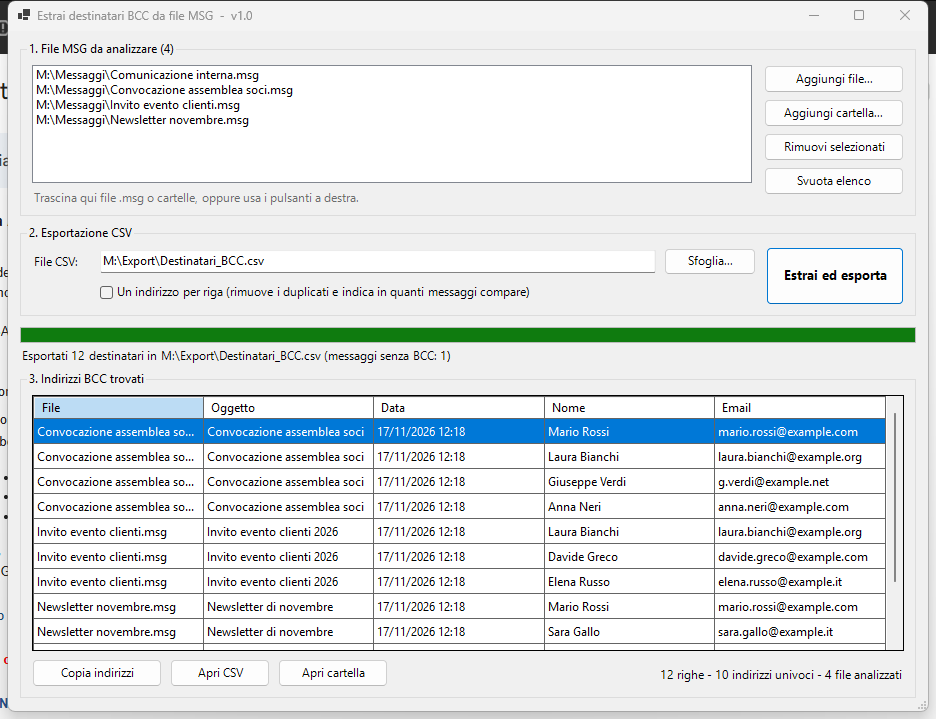 Estrai destinatari BCC da file MSG - v1.0
1. File MSG da analizzare (4)
M:\Messaggi\Comunicazione interna.msg
M:\Messaggi\Convocazione assemblea soci.msg
M:\Messaggi\Invito evento clienti.msg
M:\Messaggi\Newsletter novembre.msg
Aggiungi file...
Aggiungi cartella...
Rimuovi selezionati
Svuota elenco
Trascina qui file .msg o cartelle, oppure usa i pulsanti a destra.
2. Esportazione CSV
File CSV: M:\Export\Destinatari_BCC.csv Sfoglia... Estrai ed esporta
Un indirizzo per riga (rimuove i duplicati e indica in quanti messaggi compare)
Esportati 12 destinatari in M:\Export\Destinatari_BCC.csv (messaggi senza BCC: 1)
3. Indirizzi BCC trovati
File Oggetto Data Nome Email
Convocazione assemblea so... Convocazione assemblea soci 17/11/2026 12:18 Mario Rossi mario.rossi@example.com
Convocazione assemblea so... Convocazione assemblea soci 17/11/2026 12:18 Laura Bianchi laura.bianchi@example.org
Convocazione assemblea so... Convocazione assemblea soci 17/11/2026 12:18 Giuseppe Verdi g.verdi@example.net
Convocazione assemblea so... Convocazione assemblea soci 17/11/2026 12:18 Anna Neri anna.neri@example.com
Invito evento clienti.msg Invito evento clienti 2026 17/11/2026 12:18 Laura Bianchi laura.bianchi@example.org
Invito evento clienti.msg Invito evento clienti 2026 17/11/2026 12:18 Davide Greco davide.greco@example.com
Invito evento clienti.msg Invito evento clienti 2026 17/11/2026 12:18 Elena Russo elena.russo@example.it
Newsletter novembre.msg Newsletter di novembre 17/11/2026 12:18 Mario Rossi mario.rossi@example.com
Newsletter novembre.msg Newsletter di novembre 17/11/2026 12:18 Sara Gallo sara.gallo@example.it
Copia indirizzi Apri CSV Apri cartella 12 righe - 10 indirizzi univoci - 4 file analizzati